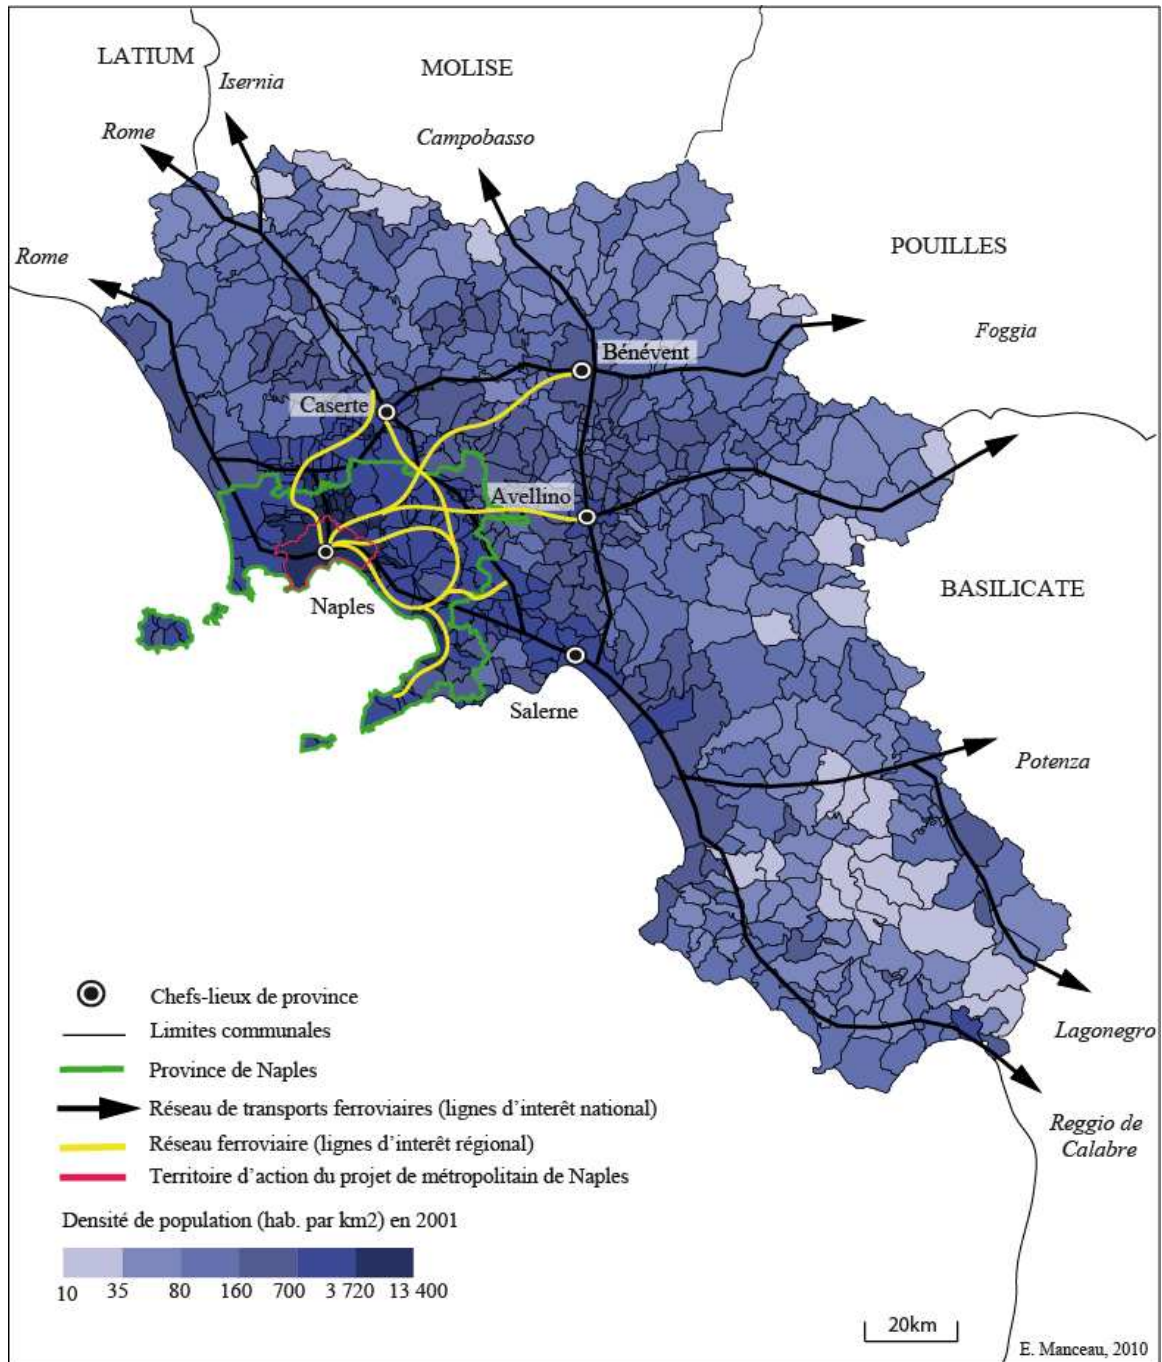 LATIUM
MOLISE
Isernia
Rome
Campobasso
POUILLES
Rome
Foggia
Bénévent
Caserte
Avellino
BASILICATE
Naples
Salerne
Potenza
Chefs-lieux de province
Limites communales
Lagonegro
Province de Naples
Réseau de transports ferroviaires (lignes d’interêt national)
Reggio de
Calabre
Réseau ferroviaire (lignes d’interêt régional)
Territoire d’action du projet de métropolitain de Naples
Densité de population (hab. par km2) en 2001
10 35 80 160 700 3 720 13 400
20km
E. Manceau, 2010